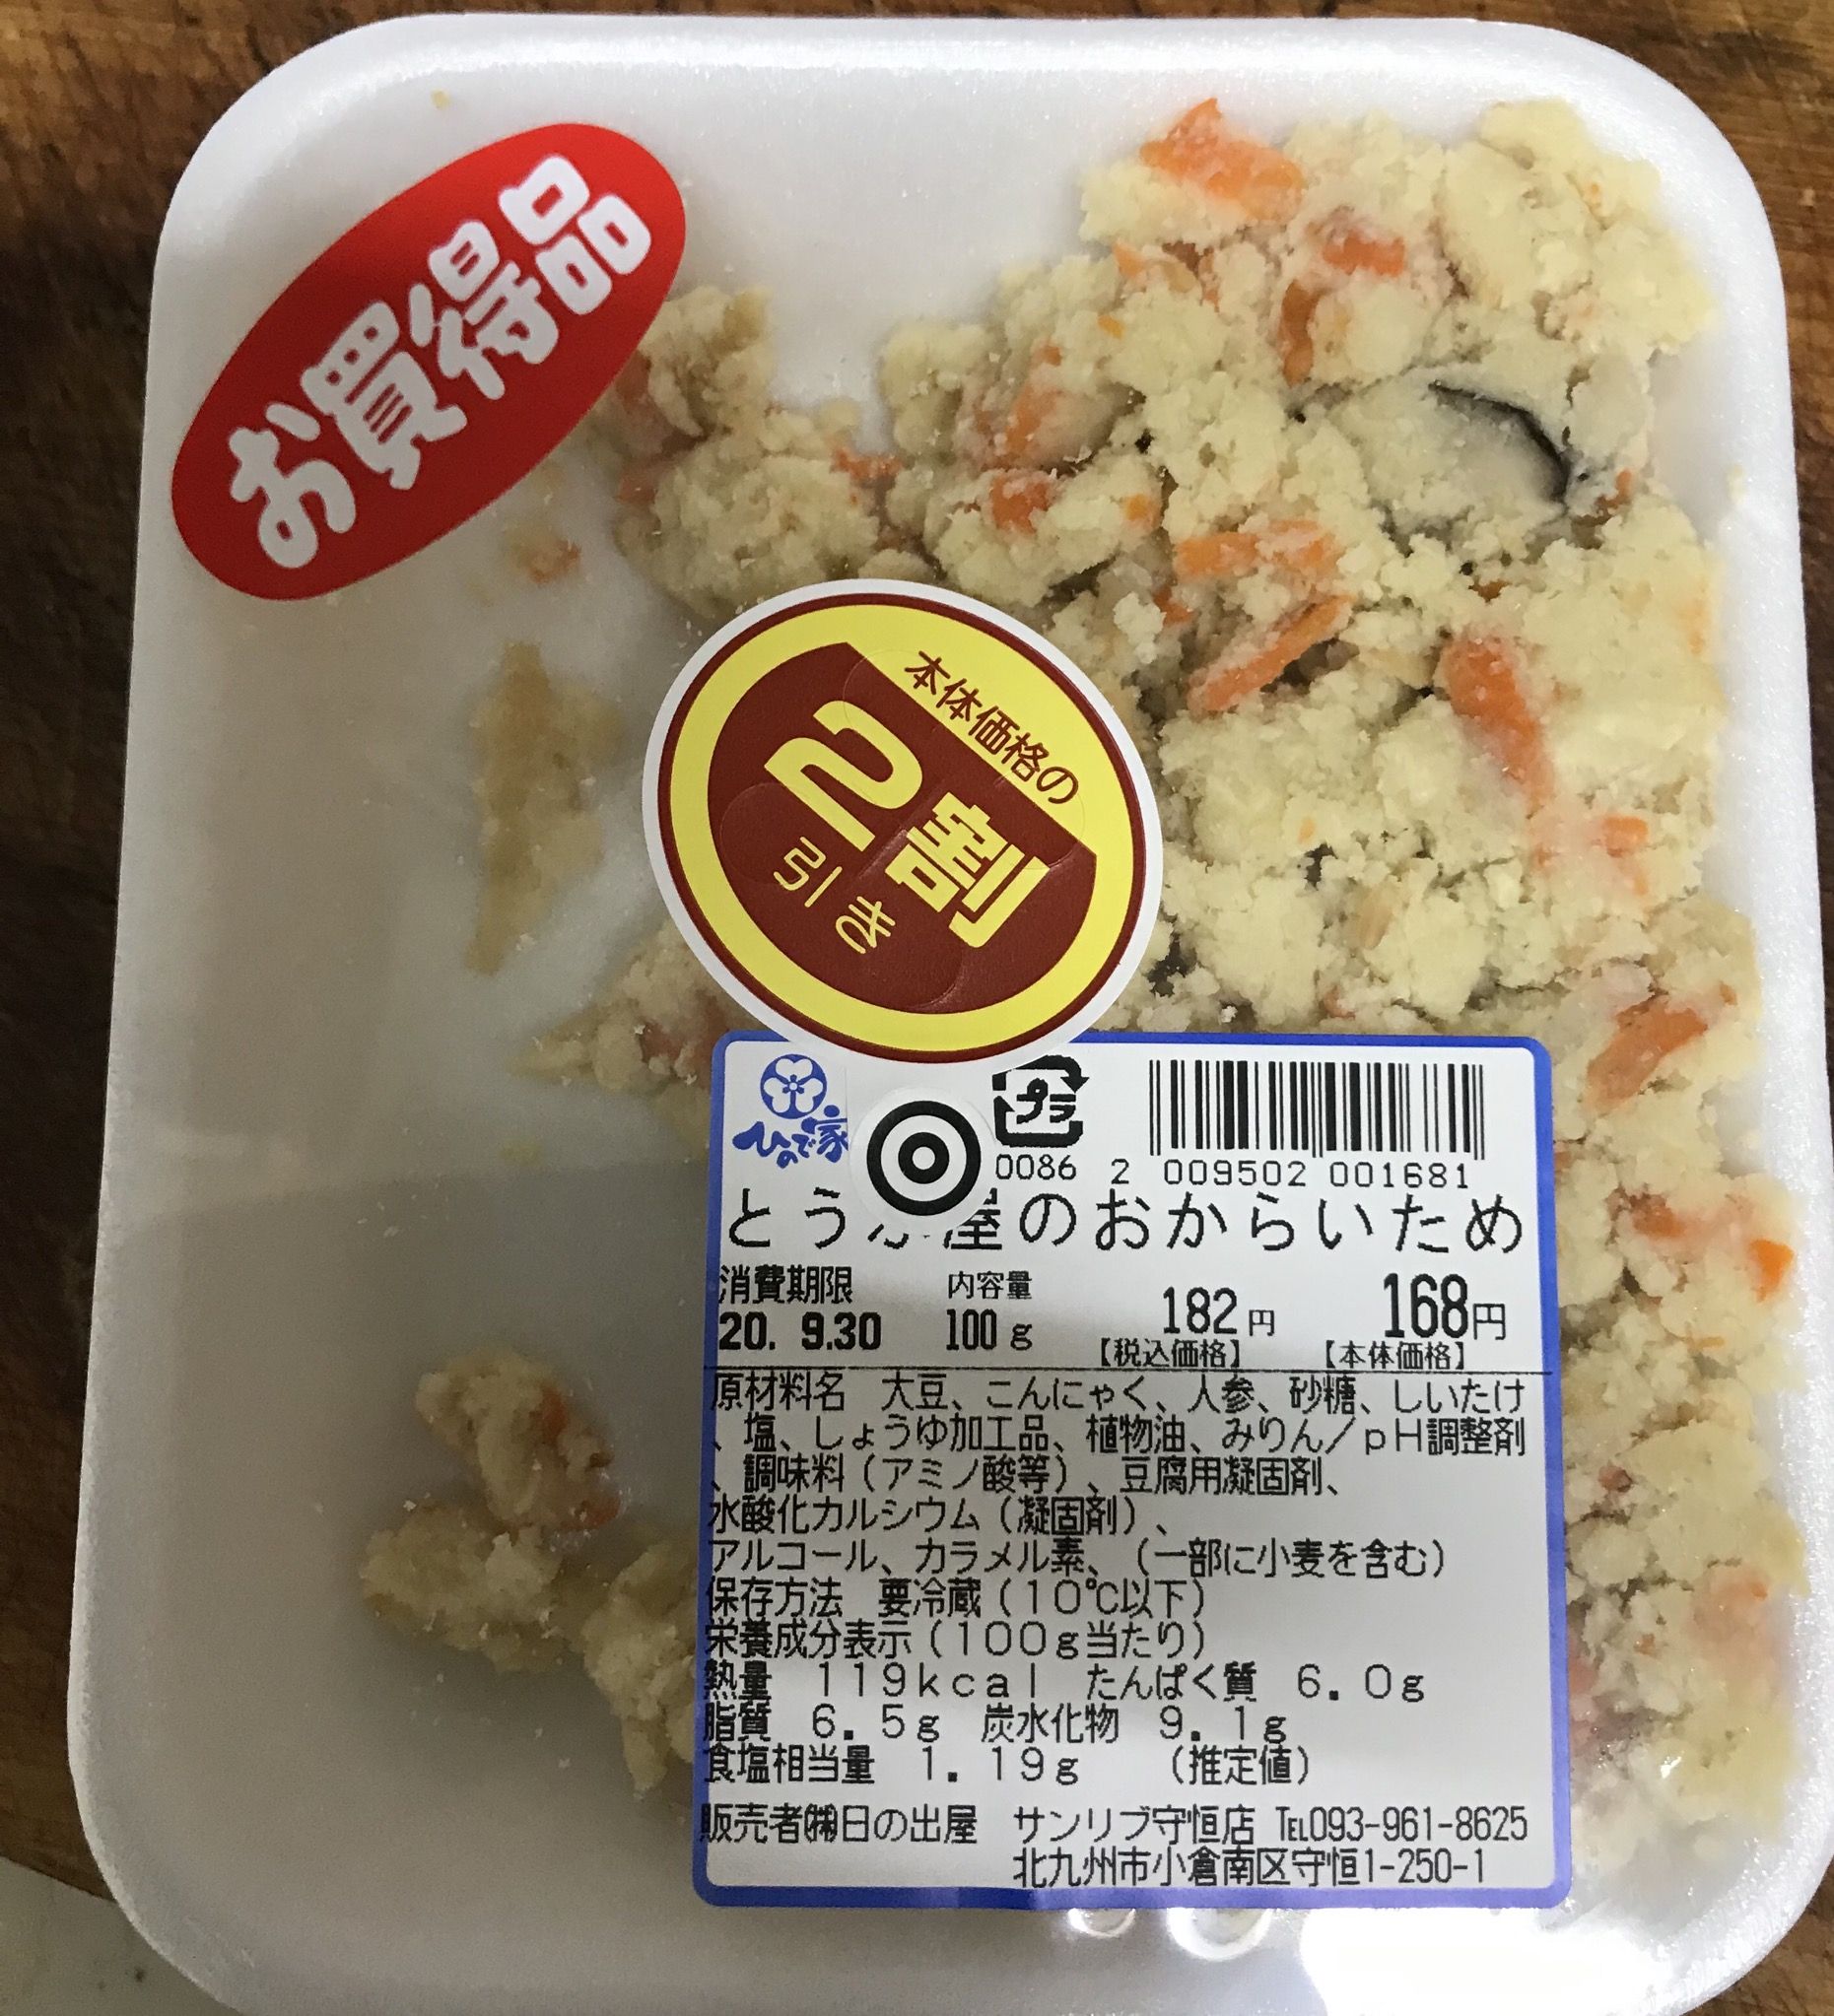 お買得品
本体価格の
2割
引き
ひので家
プラ
0086 2 009502 001681
とう 屋のおからいため
消費期限 内容量 182円 168円
20. 9.30 100g 【税込価格】 【本体価格】
原材料名 大豆、こんにゃく、人参、砂糖、しいたけ
、塩、しょうゆ加工品、植物油、みりん／pH調整剤
、調味料（アミノ酸等）、豆腐用凝固剤、
水酸化カルシウム（凝固剤）、
アルコール、カラメル素、（一部に小麦を含む）
保存方法 要冷蔵（10℃以下）
栄養成分表示（100g当たり）
熱量 119kcal たんぱく質 6.0g
脂質 6.5g 炭水化物 9.1g
食塩相当量 1.19g （推定値）
販売者㈱日の出屋 サンリブ守恒店 ℡093-961-8625
北九州市小倉南区守恒1-250-1